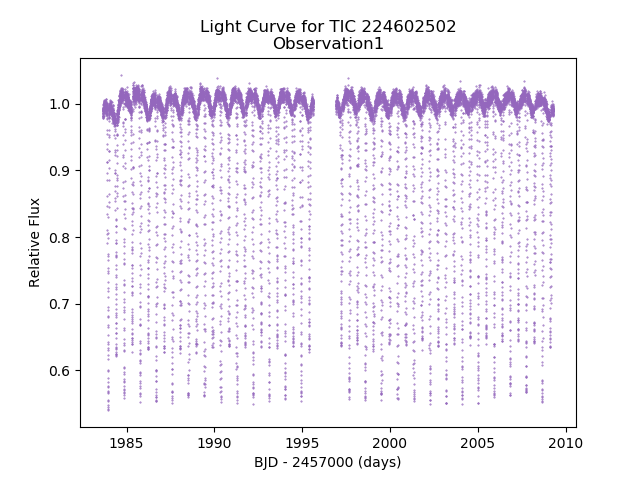 Light Curve for TIC 224602502
Observation1
1.0
0.9
0.8
0.7
0.6
Relative Flux
1985
1990
1995
2000
2005
2010
BJD - 2457000 (days)